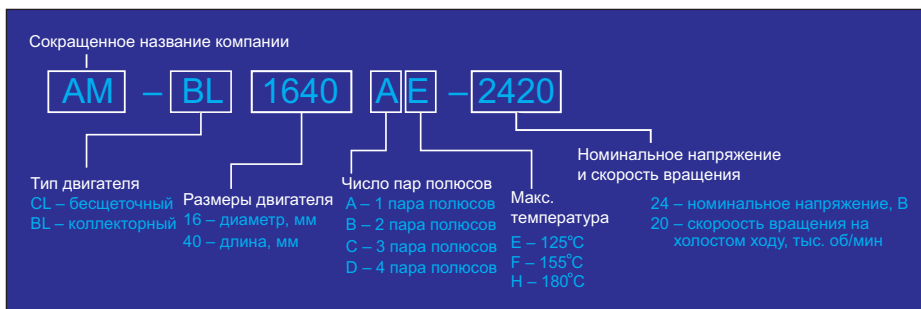 Сокращенное название компании
AM – BL 1640 A E – 2420
Тип двигателя
CL – бесщеточный
BL – коллекторный
Размеры двигателя
16 – диаметр, мм
40 – длина, мм
Число пар полюсов
A – 1 пара полюсов
B – 2 пара полюсов
C – 3 пара полюсов
D – 4 пара полюсов
Макс.
температура
E – 125°C
F – 155°C
H – 180°C
Номинальное напряжение
и скорость вращения
24 – номинальное напряжение, В
20 – скороость вращения на
холостом ходу, тыс. об/мин